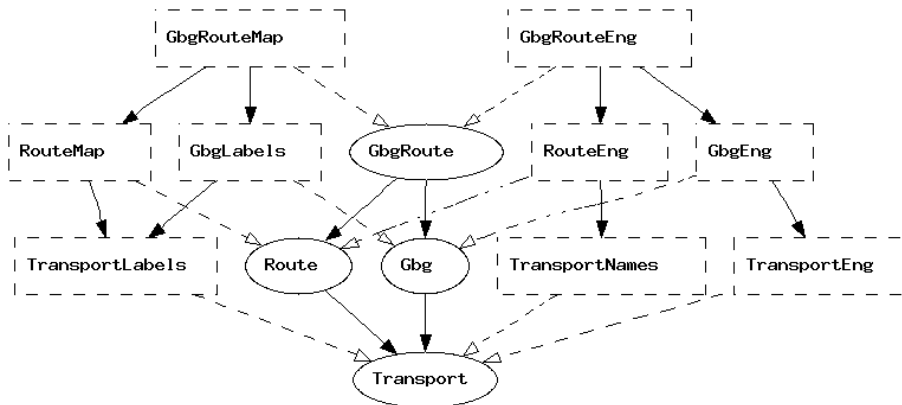 GbgRouteMap
GbgRouteEng
RouteMap
GbgLabels
GbgRoute
RouteEng
GbgEng
TransportLabels
Route
Gbg
TransportNames
TransportEng
Transport